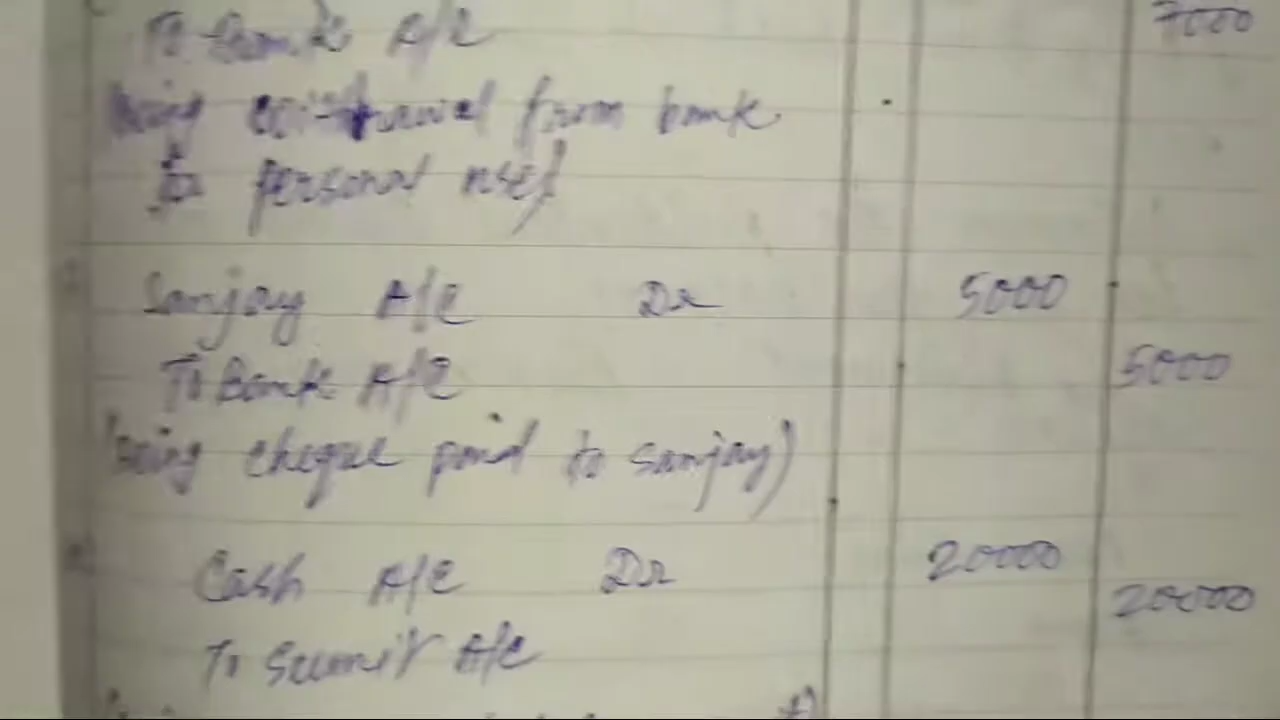 To Bank A/c 7000
being withdrawal from bank
for personal use)
Sanjay A/c Dr 5000
To Bank A/c 5000
(being cheque paid to sanjay)
Cash A/c Dr 20000
To Sumit A/c 20000